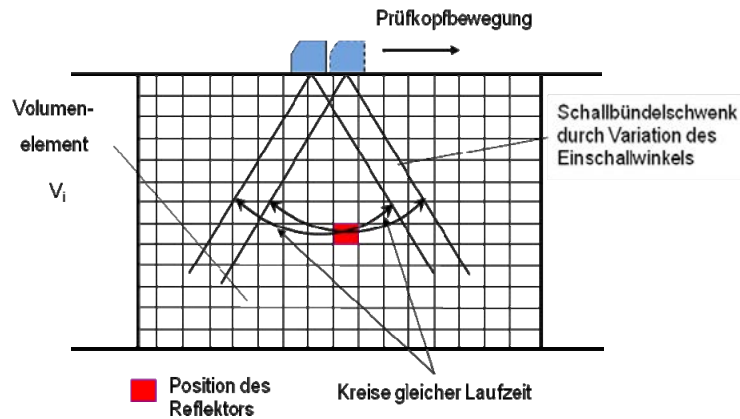 Prüfkopfbewegung
Volumen-
element
Vi
Schallbündelschwenk
durch Variation des
Einschallwinkels
Position des
Reflektors
Kreise gleicher Laufzeit